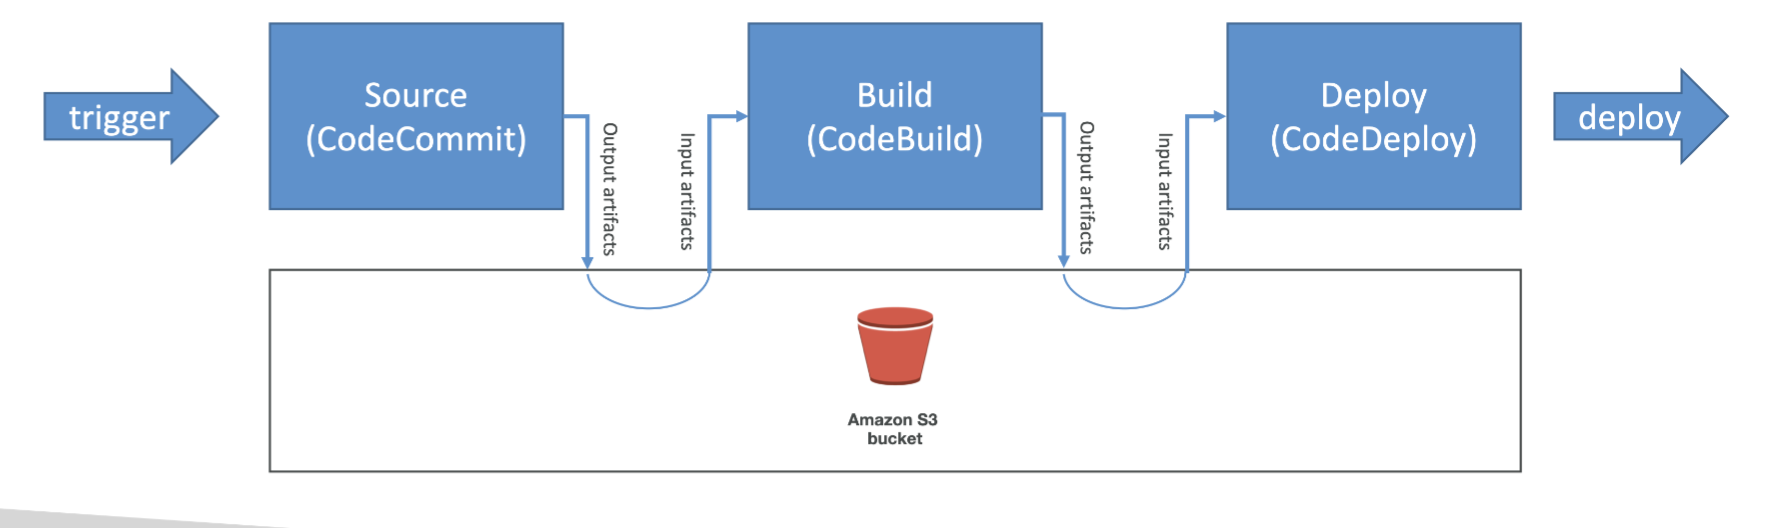 trigger
Source
(CodeCommit)
Output artifacts
Input artifacts
Build
(CodeBuild)
Output artifacts
Input artifacts
Deploy
(CodeDeploy)
deploy
Amazon S3
bucket